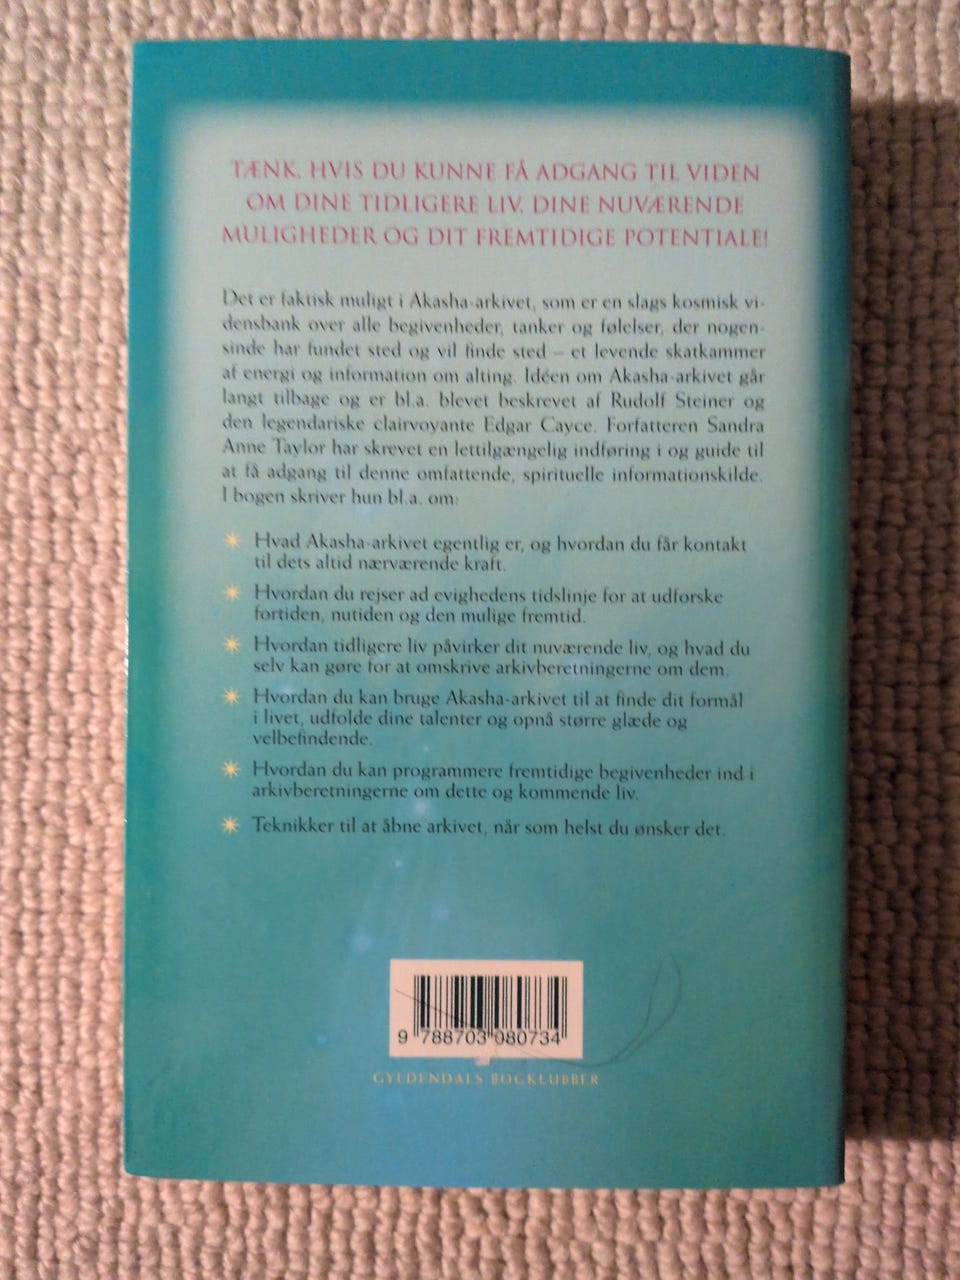 TÆNK, HVIS DU KUNNE FÅ ADGANG TIL VIDEN
OM DINE TIDLIGERE LIV, DINE NUVÆRENDE
MULIGHEDER OG DIT FREMTIDIGE POTENTIALE!
Det er faktisk muligt i Akasha-arkivet, som er en slags kosmisk vi-
densbank over alle begivenheder, tanker og følelser, der nogen-
sinde har fundet sted og vil finde sted – et levende skatkammer
af energi og information om alting. Idéen om Akasha-arkivet går
langt tilbage og er bl.a. blevet beskrevet af Rudolf Steiner og
den legendariske clairvoyante Edgar Cayce. Forfatteren Sandra
Anne Taylor har skrevet en lettilgængelig indføring i og guide til
at få adgang til denne omfattende, spirituelle informationskilde.
I bogen skriver hun bl.a. om:
Hvad Akasha-arkivet egentlig er, og hvordan du får kontakt
til dets altid nærværende kraft.
Hvordan du rejser ad evighedens tidslinje for at udforske
fortiden, nutiden og den mulige fremtid.
Hvordan tidligere liv påvirker dit nuværende liv, og hvad du
selv kan gøre for at omskrive arkivberetningerne om dem.
Hvordan du kan bruge Akasha-arkivet til at finde dit formål
i livet, udfolde dine talenter og opnå større glæde og
velbefindende.
Hvordan du kan programmere fremtidige begivenheder ind i
arkivberetningerne om dette og kommende liv.
Teknikker til at åbne arkivet, når som helst du ønsker det.
9 788703 080734
GYLDENDALS BOGKLUBBER